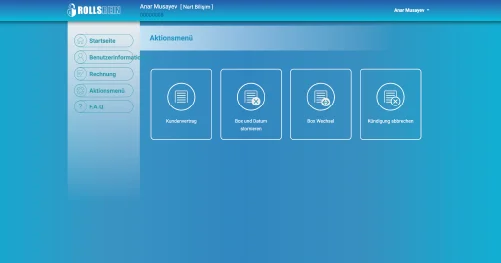 ROLLSBEIN
Anar Musayev [ Nart Bilişim ]
Anar Musayev
Startseite
Benutzerinformatio
Rechnung
Aktionsmenü
F.A.Q
Aktionsmenü
Kundenvertrag
Box und Datum
stornieren
Box Wechsel
Kündigung abbrechen